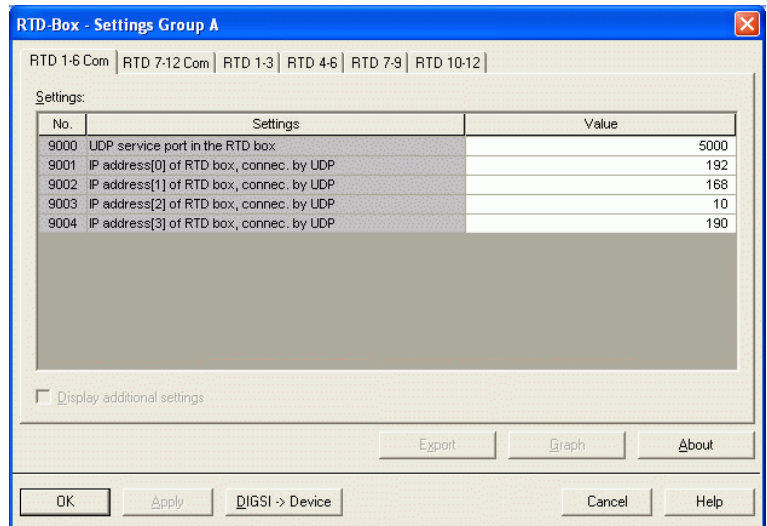 RTD-Box - Settings Group A
RTD 1-6 Com RTD 7-12 Com RTD 1-3 RTD 4-6 RTD 7-9 RTD 10-12
Settings:
No. Settings Value
9000 UDP service port in the RTD box 5000
9001 IP address[0] of RTD box, connec. by UDP 192
9002 IP address[1] of RTD box, connec. by UDP 168
9003 IP address[2] of RTD box, connec. by UDP 10
9004 IP address[3] of RTD box, connec. by UDP 190
Display additional settings
Export Graph About
OK Apply DIGSI -> Device Cancel Help